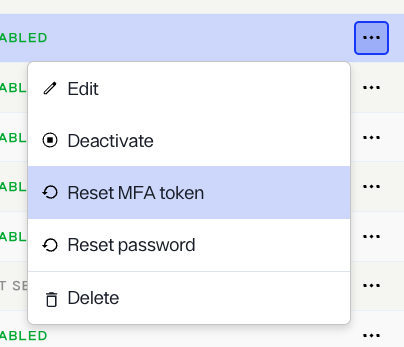 ABLED
ABL
Edit
ABL
Deactivate
ABL
Reset MFA token
ABL
Reset password
T SE
Delete
ABLED